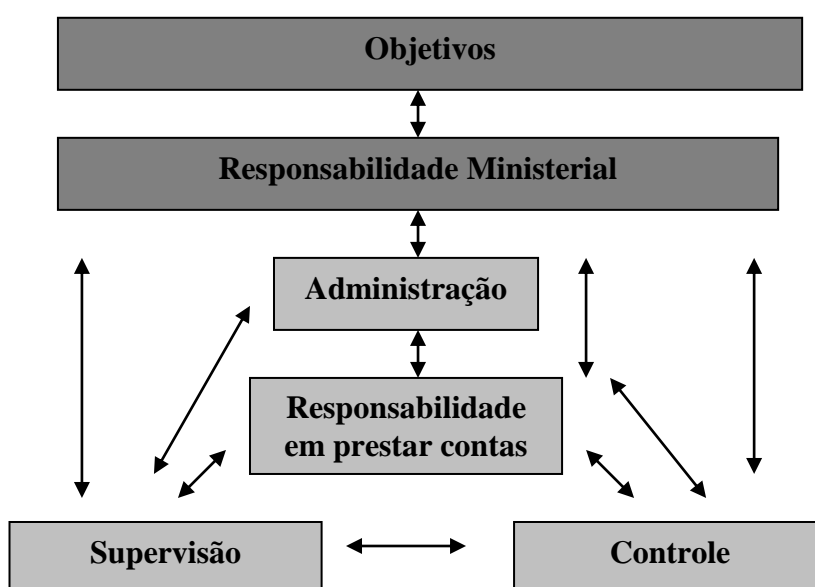 Objetivos
Responsabilidade Ministerial
Administração
Responsabilidade
em prestar contas
Supervisão
Controle